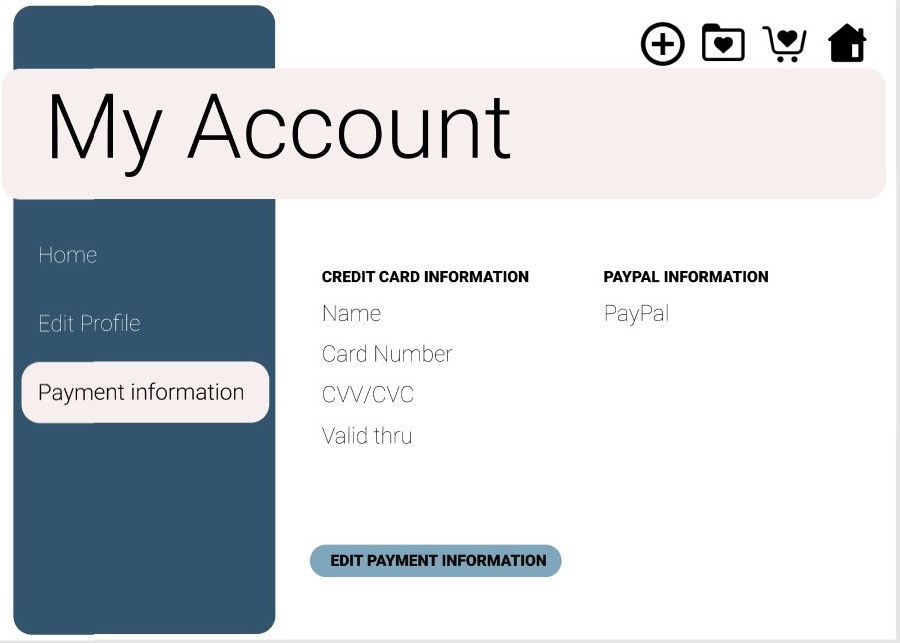 My Account
Home
Edit Profile
Payment information
CREDIT CARD INFORMATION
Name
Card Number
CVV/CVC
Valid thru
PAYPAL INFORMATION
PayPal
EDIT PAYMENT INFORMATION